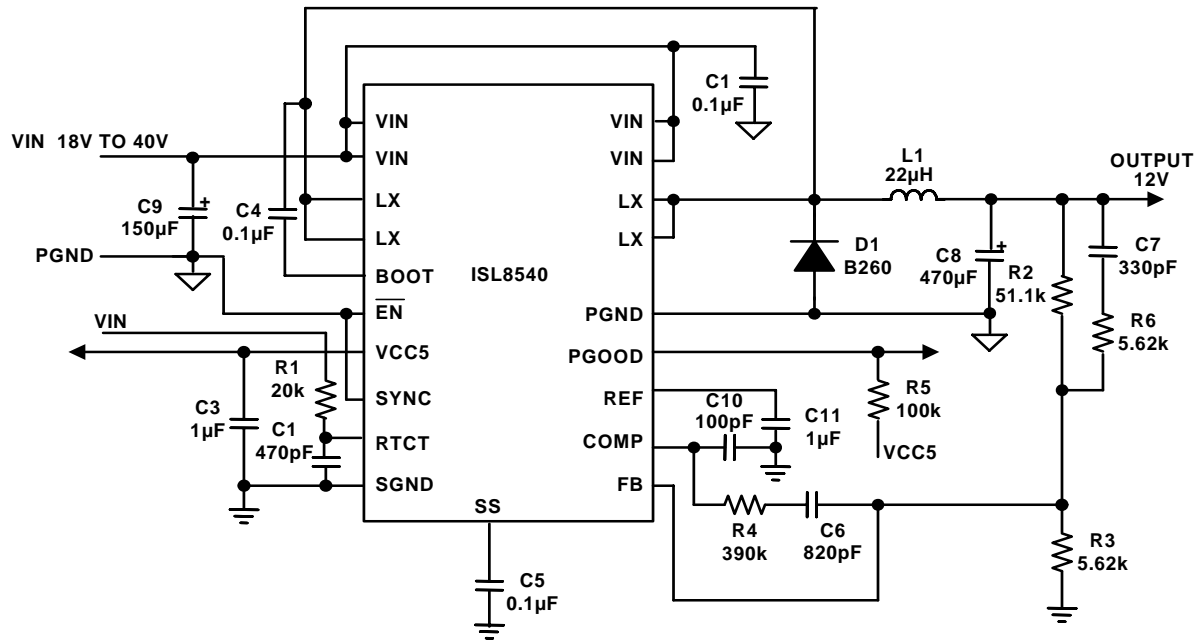 VIN 18V TO 40V
C9
150µF
PGND
C4
0.1µF
VIN
VIN
LX
LX
BOOT
EN
VCC5
SYNC
RTCT
SGND
ISL8540
SS
VIN
VIN
LX
LX
PGND
PGOOD
REF
COMP
FB
VIN
R1
20k
C3
1µF
C1
470pF
C5
0.1µF
C1
0.1µF
L1
22µH
OUTPUT
12V
D1
B260
C8
470µF
R2
51.1k
C7
330pF
R6
5.62k
R5
100k
VCC5
C10
100pF
C11
1µF
R4
390k
C6
820pF
R3
5.62k